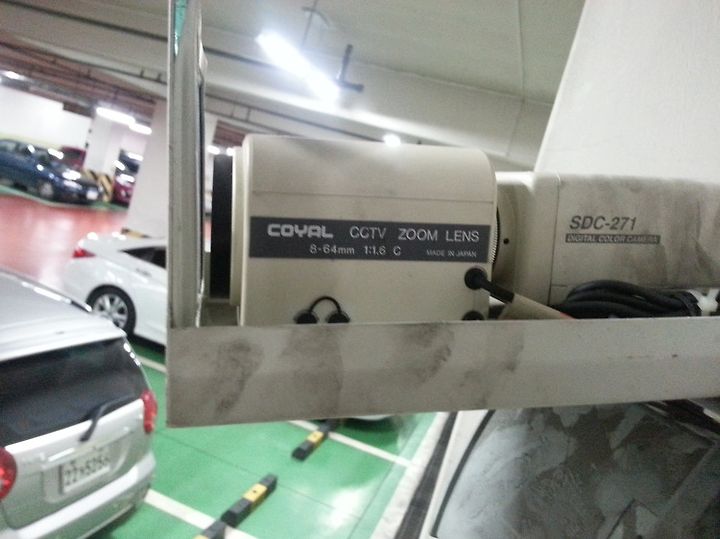 COYAL CCTV ZOOM LENS
8-64mm 1:1.6 C MADE IN JAPAN
SDC-271
DIGITAL COLOR CAMERA